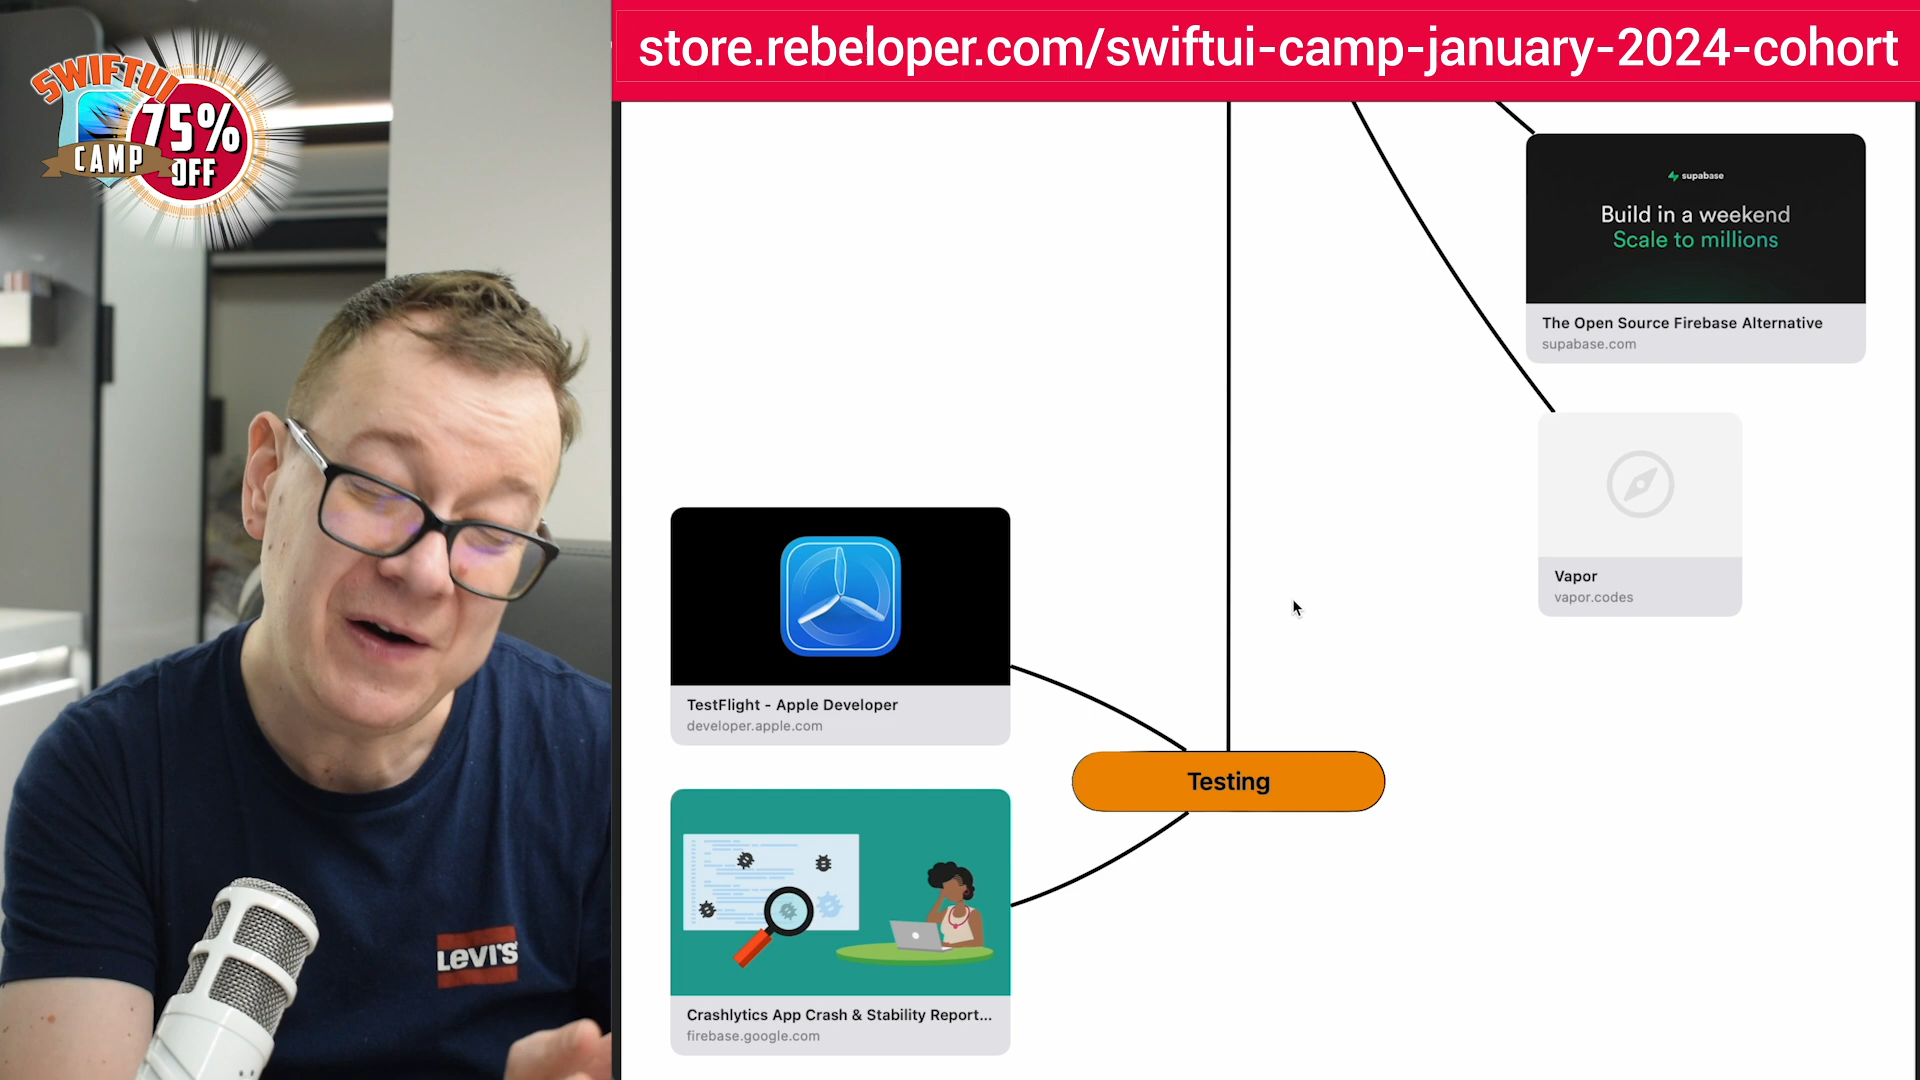 store.rebeloper.com/swiftui-camp-january-2024-cohort
SWIFTUI
CAMP
75%
OFF
supabase
Build in a weekend
Scale to millions
The Open Source Firebase Alternative
supabase.com
Vapor
vapor.codes
TestFlight - Apple Developer
developer.apple.com
Testing
Crashlytics App Crash & Stability Report...
firebase.google.com
LEVI'S